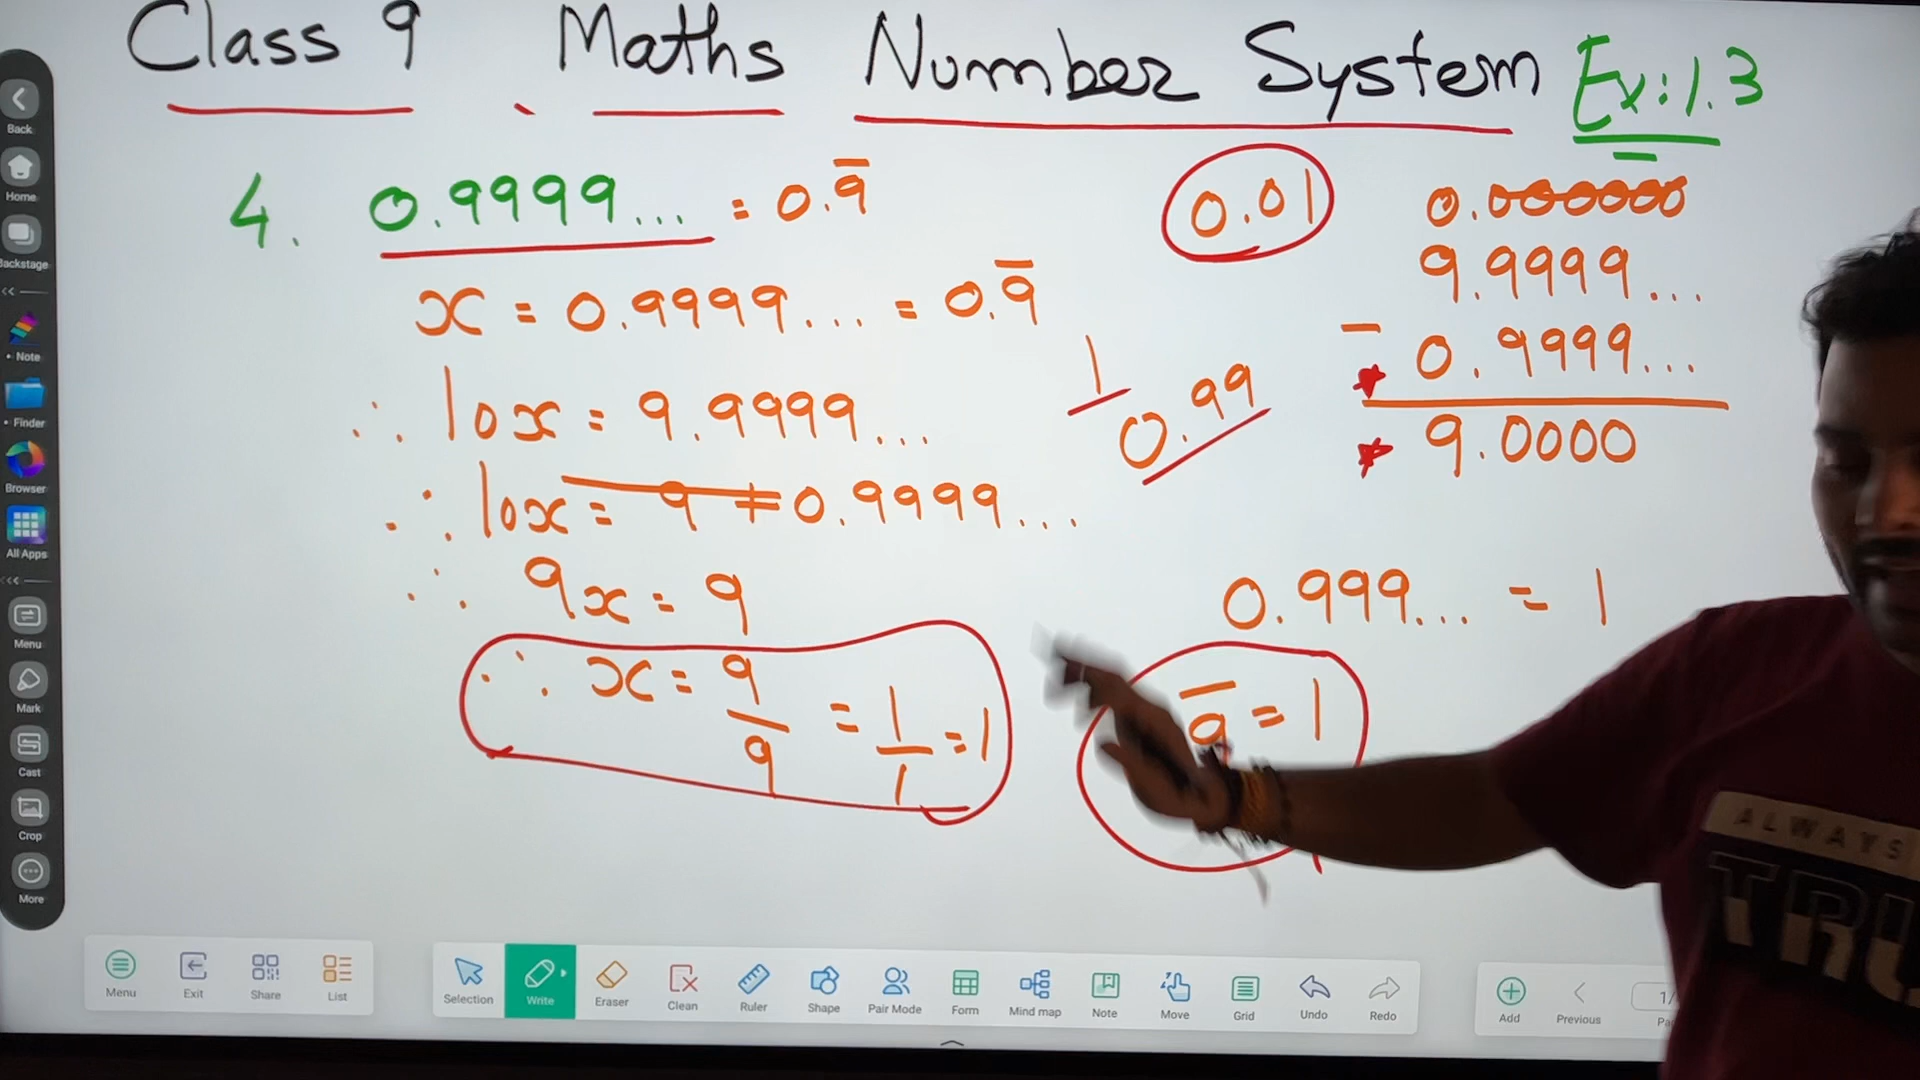 Class 9 Maths Number System Ex:1.3
4. 0.9999... = 0.9̅
x = 0.9999... = 0.9̅
∴ 10x = 9.9999...
∴ 10x = 9 + 0.9999...
∴ 9x = 9
∴ x = 9/9 = 1/1 = 1
0.01
1
0.99
0.000000
9.9999...
- 0.9999...
9.0000
0.999... = 1
9̅ = 1
ALWAYS
Back
Home
Backstage
Note
Finder
Browser
All Apps
Menu
Mark
Cast
Crop
More
Menu Exit Share List
Selection Write Eraser Clean Ruler Shape Pair Mode Form Mind map Note Move Grid Undo Redo
Add Previous 1/